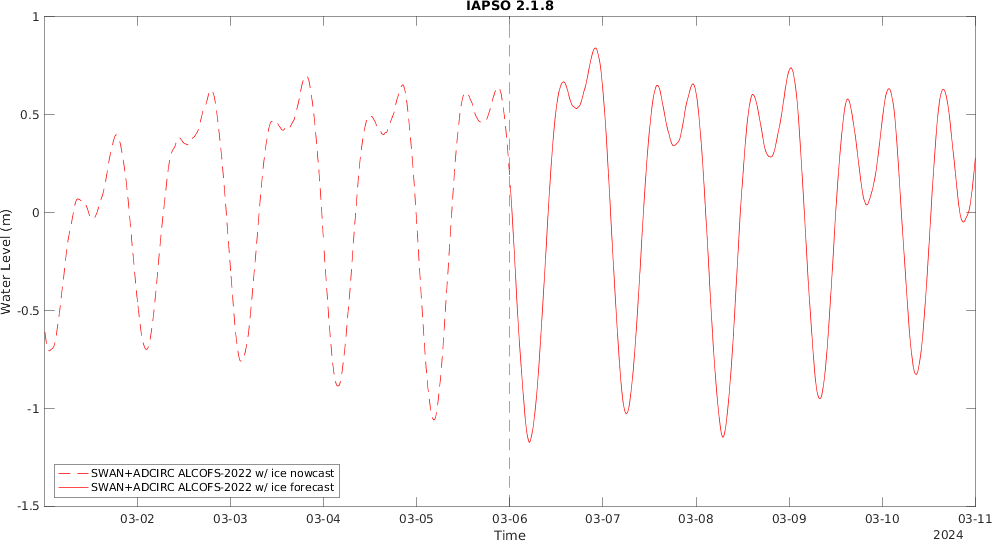 IAPSO 2.1.8
1
0.5
0
-0.5
-1
-1.5
Water Level (m)
SWAN+ADCIRC ALCOFS-2022 w/ ice nowcast
SWAN+ADCIRC ALCOFS-2022 w/ ice forecast
03-02 03-03 03-04 03-05 03-06 03-07 03-08 03-09 03-10 03-11
Time
2024